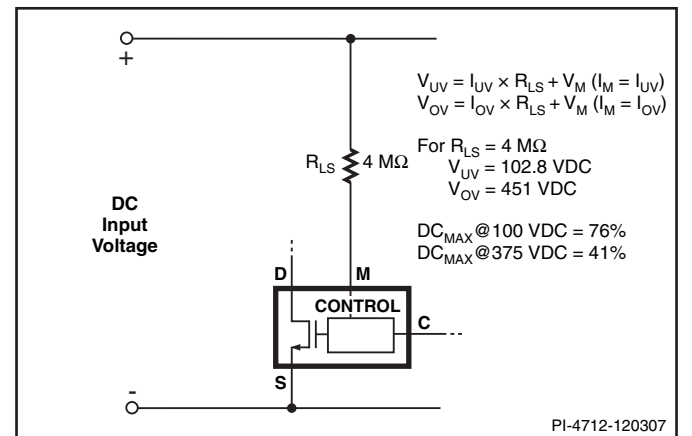 +
V_UV = I_UV × R_LS + V_M (I_M = I_UV)
V_OV = I_OV × R_LS + V_M (I_M = I_OV)
For R_LS = 4 MΩ
V_UV = 102.8 VDC
V_OV = 451 VDC
R_LS 4 MΩ
DC
Input
Voltage
DC_MAX@100 VDC = 76%
DC_MAX@375 VDC = 41%
D M
CONTROL
C
S
-
PI-4712-120307